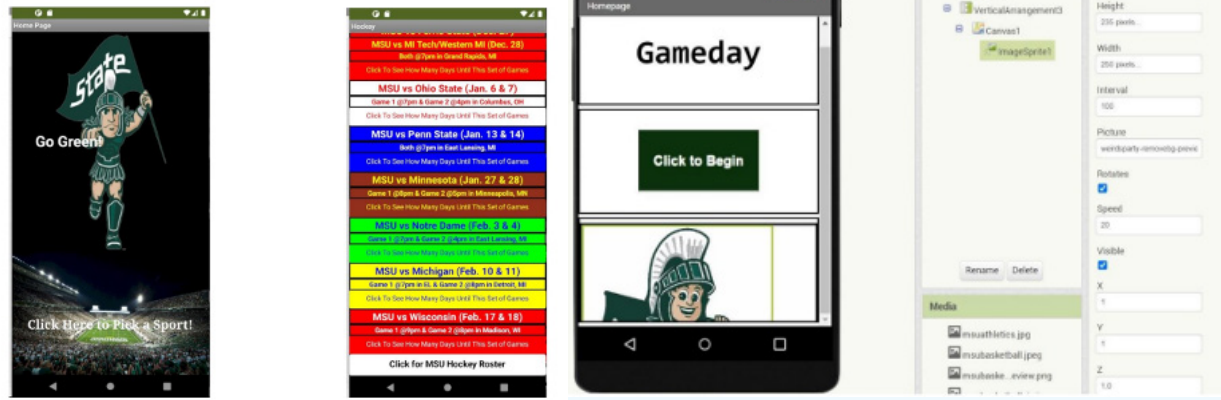 Home Page
State
Go Green!
Click Here to Pick a Sport!
Hockey
MSU vs MI Tech/Western MI (Dec. 28)
Both @7pm in Grand Rapids, MI
Click To See How Many Days Until This Set of Games
MSU vs Ohio State (Jan. 6 & 7)
Game 1 @7pm & Game 2 @4pm in Columbus, OH
Click To See How Many Days Until This Set of Games
MSU vs Penn State (Jan. 13 & 14)
Both @7pm in East Lansing, MI
Click To See How Many Days Until This Set of Games
MSU vs Minnesota (Jan. 27 & 28)
Game 1 @8pm & Game 2 @5pm in Minneapolis, MN
Click To See How Many Days Until This Set of Games
MSU vs Notre Dame (Feb. 3 & 4)
Game 1 @7pm & Game 2 @4pm in East Lansing, MI
Click To See How Many Days Until This Set of Games
MSU vs Michigan (Feb. 10 & 11)
Game 1 @7pm in EL & Game 2 @8pm in Detroit, MI
Click To See How Many Days Until This Set of Games
MSU vs Wisconsin (Feb. 17 & 18)
Game 1 @9pm & Game 2 @8pm in Madison, WI
Click To See How Many Days Until This Set of Games
Click for MSU Hockey Roster
Homepage
Gameday
Click to Begin
VerticalArrangement3
Canvas1
ImageSprite1
Rename Delete
Media
msuathletics.jpg
msubasketball.jpeg
msubaske...eview.png
Height
235 pixels...
Width
250 pixels...
Interval
100
Picture
weirdsparty-removebg-previe
Rotates
Speed
20
Visible
X
1
Y
1
Z
1.0